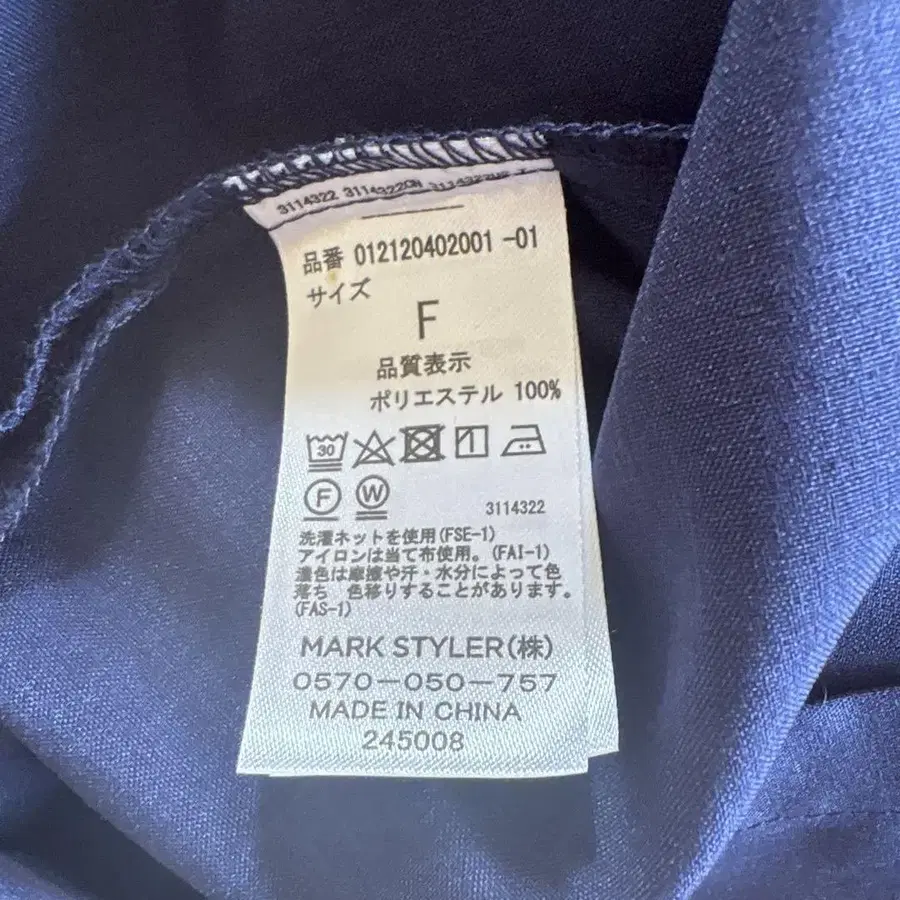 3114322 3114322CN
品番 012120402001 -01
サイズ
F
品質表示
ポリエステル 100%
30
F W
3114322
洗濯ネットを使用(FSE-1)
アイロンは当て布使用。(FAI-1)
濃色は摩擦や汗・水分によって色
落ち 色移りすることがあります。
(FAS-1)
MARK STYLER(株)
0570-050-757
MADE IN CHINA
245008